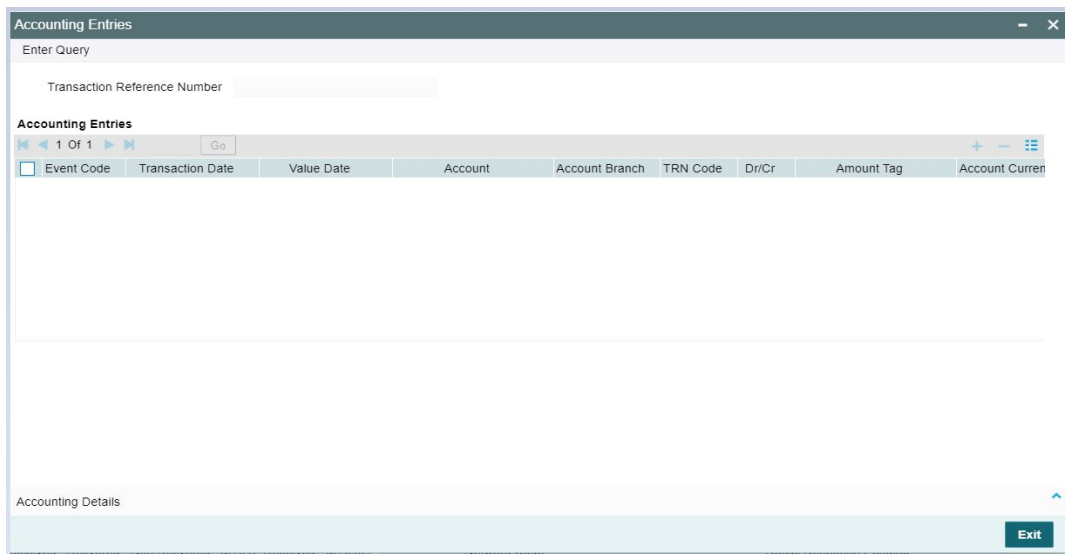 Accounting Entries
Enter Query
Transaction Reference Number
Accounting Entries
1 Of 1 Go
Event Code Transaction Date Value Date Account Account Branch TRN Code Dr/Cr Amount Tag Account Curren
Accounting Details
Exit